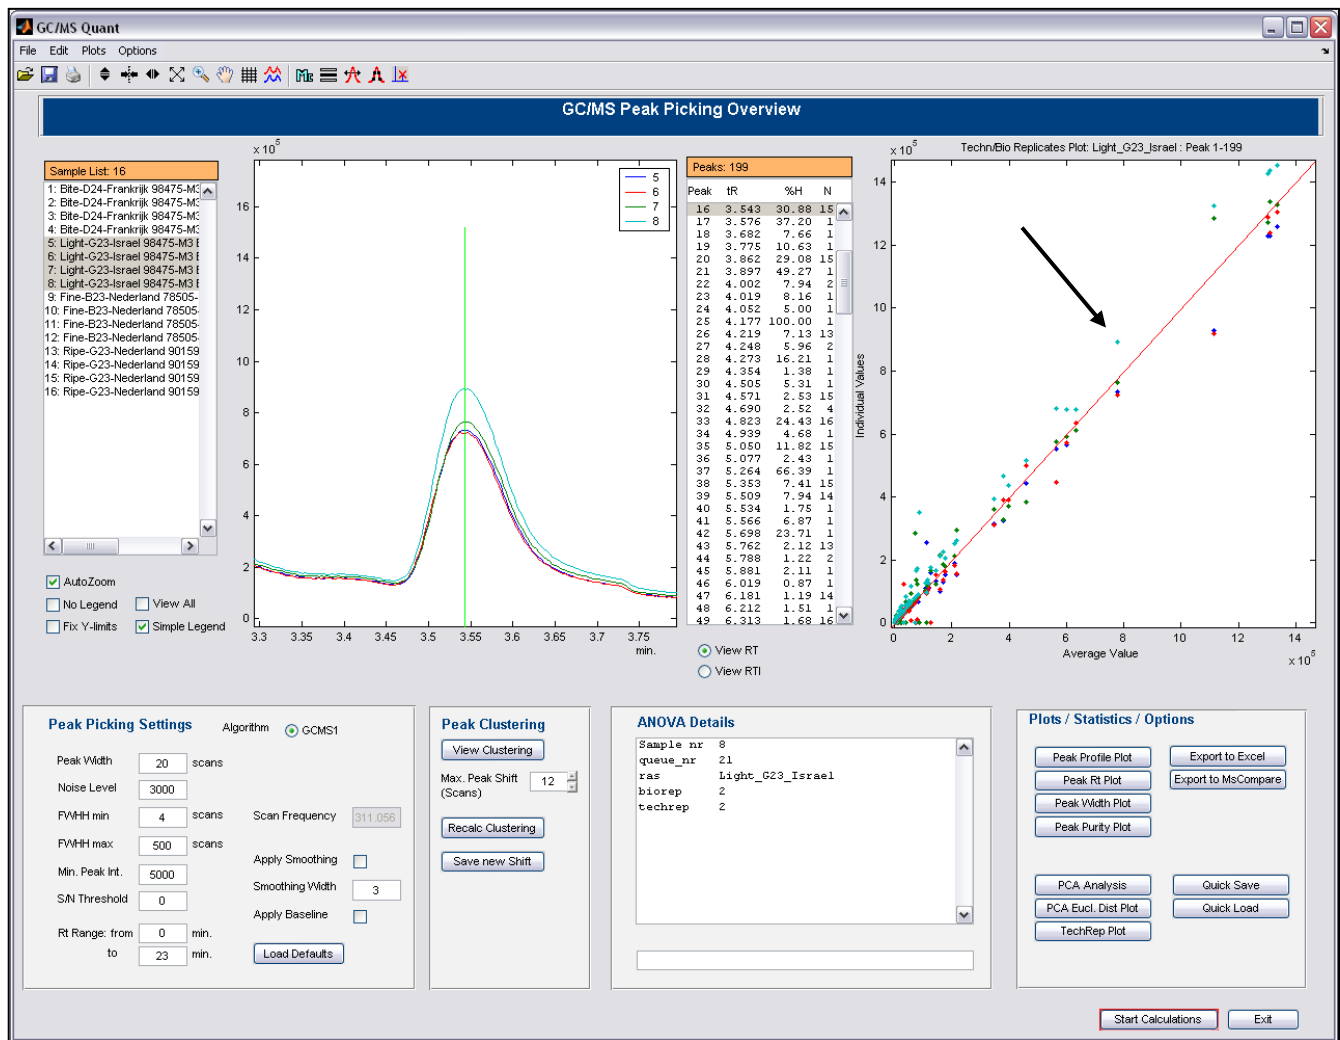 GC/MS Quant
File Edit Plots Options
GC/MS Peak Picking Overview
Sample List: 16
1: Bite-D24-Frankrijk 98475-M3
2: Bite-D24-Frankrijk 98475-M3
3: Bite-D24-Frankrijk 98475-M3
4: Bite-D24-Frankrijk 98475-M3
5: Light-G23-Israel 98475-M3 E
6: Light-G23-Israel 98475-M3 E
7: Light-G23-Israel 98475-M3 E
8: Light-G23-Israel 98475-M3 E
9: Fine-B23-Nederland 78505-
10: Fine-B23-Nederland 78505-
11: Fine-B23-Nederland 78505-
12: Fine-B23-Nederland 78505-
13: Ripe-G23-Nederland 90159
14: Ripe-G23-Nederland 90159
15: Ripe-G23-Nederland 90159
16: Ripe-G23-Nederland 90159
AutoZoom
No Legend View All
Fix Y-limits Simple Legend
x 10^5
16
14
12
10
8
6
4
2
0
3.3 3.35 3.4 3.45 3.5 3.55 3.6 3.65 3.7 3.75
min.
5
6
7
8
Peaks: 199
Peak tR %H N
16 3.543 30.88 15
17 3.576 37.20 1
18 3.682 7.66 1
19 3.775 10.63 1
20 3.862 29.08 15
21 3.897 49.27 1
22 4.002 7.94 2
23 4.019 8.16 1
24 4.052 5.00 1
25 4.177 100.00 1
26 4.219 7.13 13
27 4.248 5.96 2
28 4.273 16.21 1
29 4.354 1.38 1
30 4.505 5.31 1
31 4.571 2.53 15
32 4.690 2.52 4
33 4.823 24.43 16
34 4.939 4.68 1
35 5.050 11.82 15
36 5.077 2.43 1
37 5.264 66.39 1
38 5.353 7.41 15
39 5.509 7.94 14
40 5.534 1.75 1
41 5.566 6.87 1
42 5.698 23.71 1
43 5.762 2.12 13
44 5.788 1.22 2
45 5.881 2.11 1
46 6.019 0.87 1
47 6.181 1.19 14
48 6.212 1.51 1
49 6.313 1.68 16
View RT
View RTI
Techn/Bio Replicates Plot: Light_G23_Israel : Peak 1-199
x 10^5
14
12
10
8
6
4
2
0
Individual Values
0 2 4 6 8 10 12 14
Average Value
x 10^5
Peak Picking Settings
Algorithm GCMS1
Peak Width 20 scans
Noise Level 3000
FWHH min 4 scans
Scan Frequency 311.056
FWHH max 500 scans
Min. Peak Int. 5000
Apply Smoothing
S/N Threshold 0
Smoothing Width 3
Apply Baseline
Rt Range: from 0 min.
to 23 min.
Load Defaults
Peak Clustering
View Clustering
Max. Peak Shift 12
(Scans)
Recalc Clustering
Save new Shift
ANOVA Details
Sample nr 8
queue_nr 21
ras Light_G23_Israel
biorep 2
techrep 2
Plots / Statistics / Options
Peak Profile Plot
Export to Excel
Peak Rt Plot
Export to MsCompare
Peak Width Plot
Peak Purity Plot
PCA Analysis
Quick Save
PCA Eucl. Dist Plot
Quick Load
TechRep Plot
Start Calculations
Exit